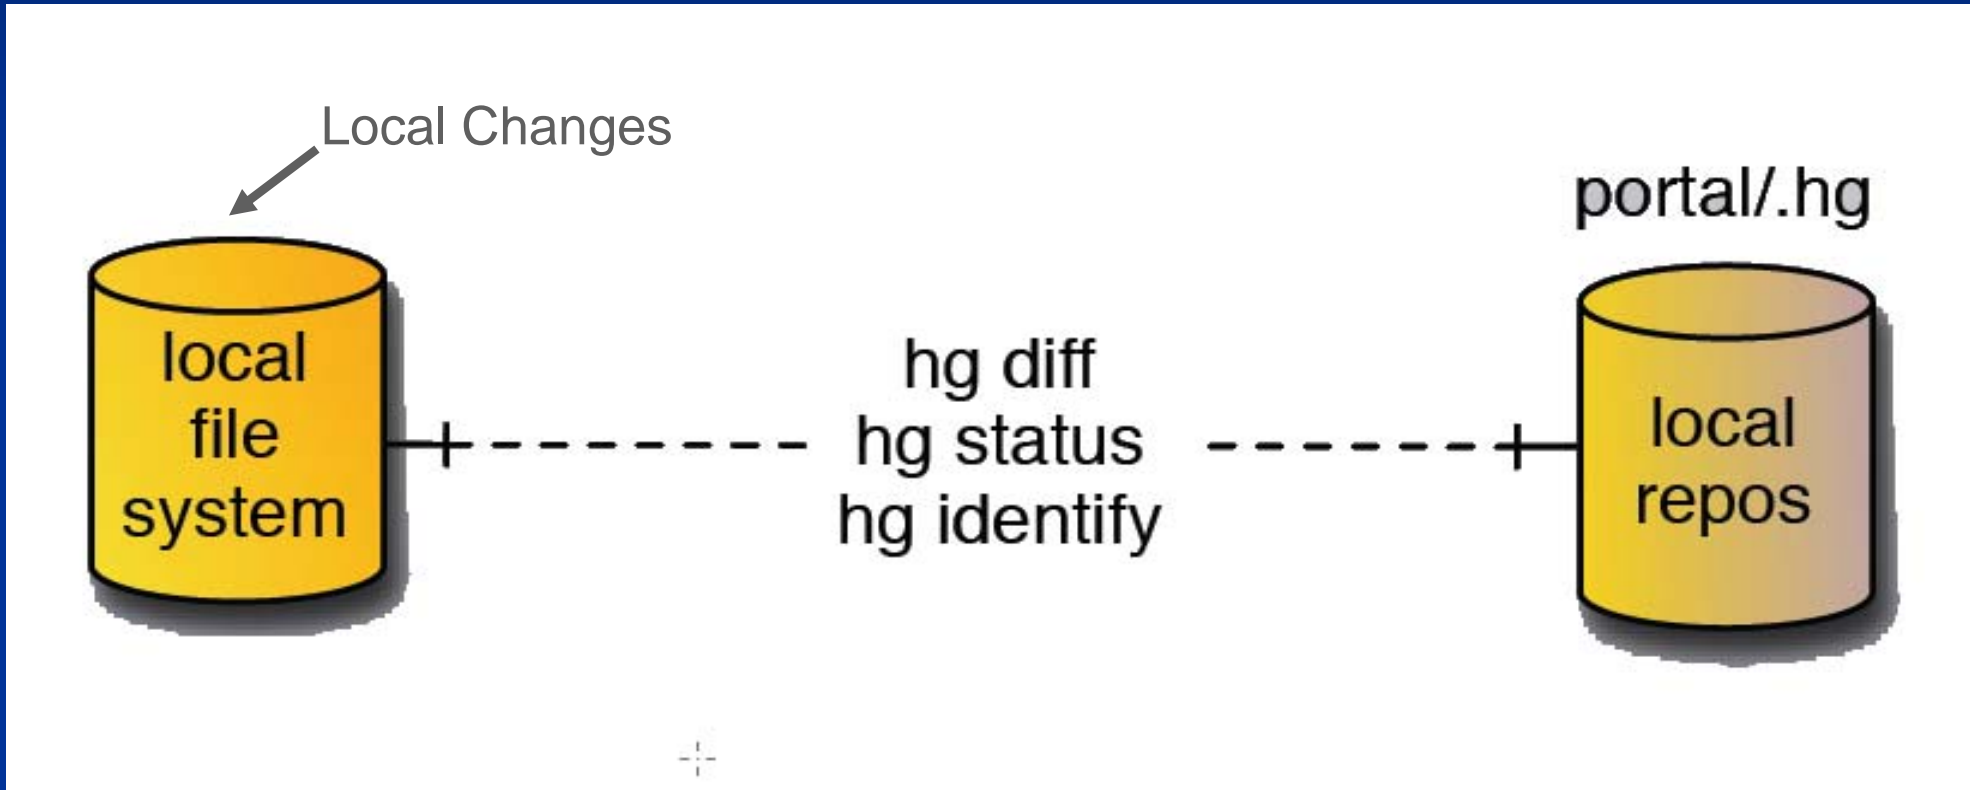 Local Changes
portal/.hg
local
file
system
hg diff
hg status
hg identify
local
repos